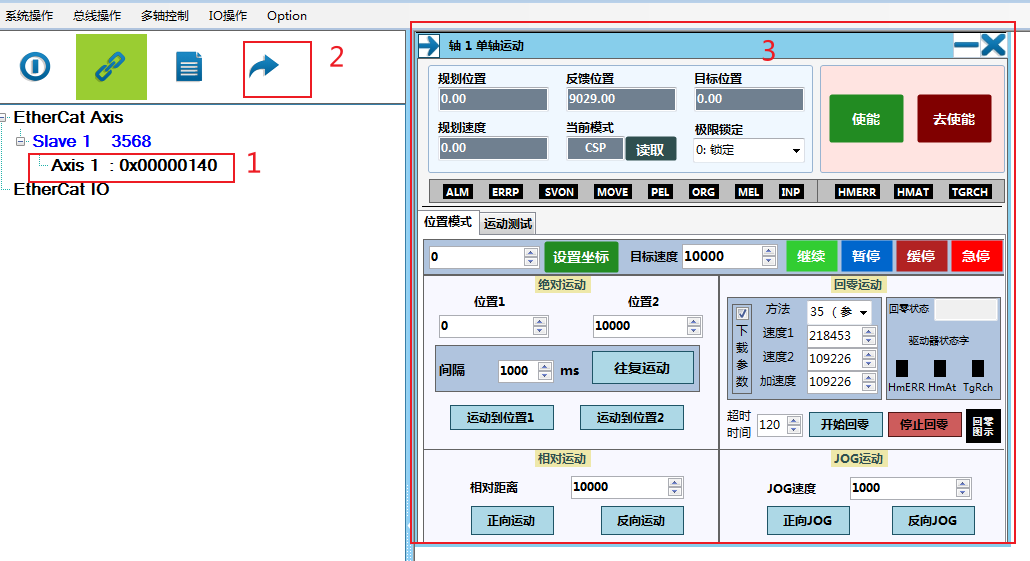 系统操作 总线操作 多轴控制 IO操作 Option
2
EtherCat Axis
Slave 1 3568
Axis 1 : 0x00000140
1
EtherCat IO
轴 1 单轴运动
3
规划位置 反馈位置 目标位置
0.00 9029.00 0.00
规划速度 当前模式 极限锁定
0.00 CSP 读取 0: 锁定
使能 去使能
ALM ERRP SVON MOVE PEL ORG MEL INP HMERR HMAT TGRCH
位置模式 运动测试
0 设置坐标 目标速度 10000 继续 暂停 缓停 急停
绝对运动
位置1 位置2
0 10000
间隔 1000 ms 往复运动
运动到位置1 运动到位置2
回零运动
下载参数
方法 35（参
速度1 218453
速度2 109226
加速度 109226
回零状态
驱动器状态字
HmERR HmAt TgRch
超时
时间 120 开始回零 停止回零 回零
图示
相对运动
相对距离 10000
正向运动 反向运动
JOG运动
JOG速度 1000
正向JOG 反向JOG